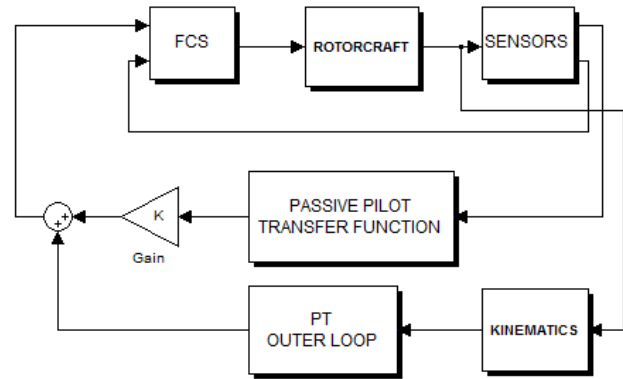 FCS
ROTORCRAFT
SENSORS
K
Gain
+
+
PASSIVE PILOT
TRANSFER FUNCTION
PT
OUTER LOOP
KINEMATICS